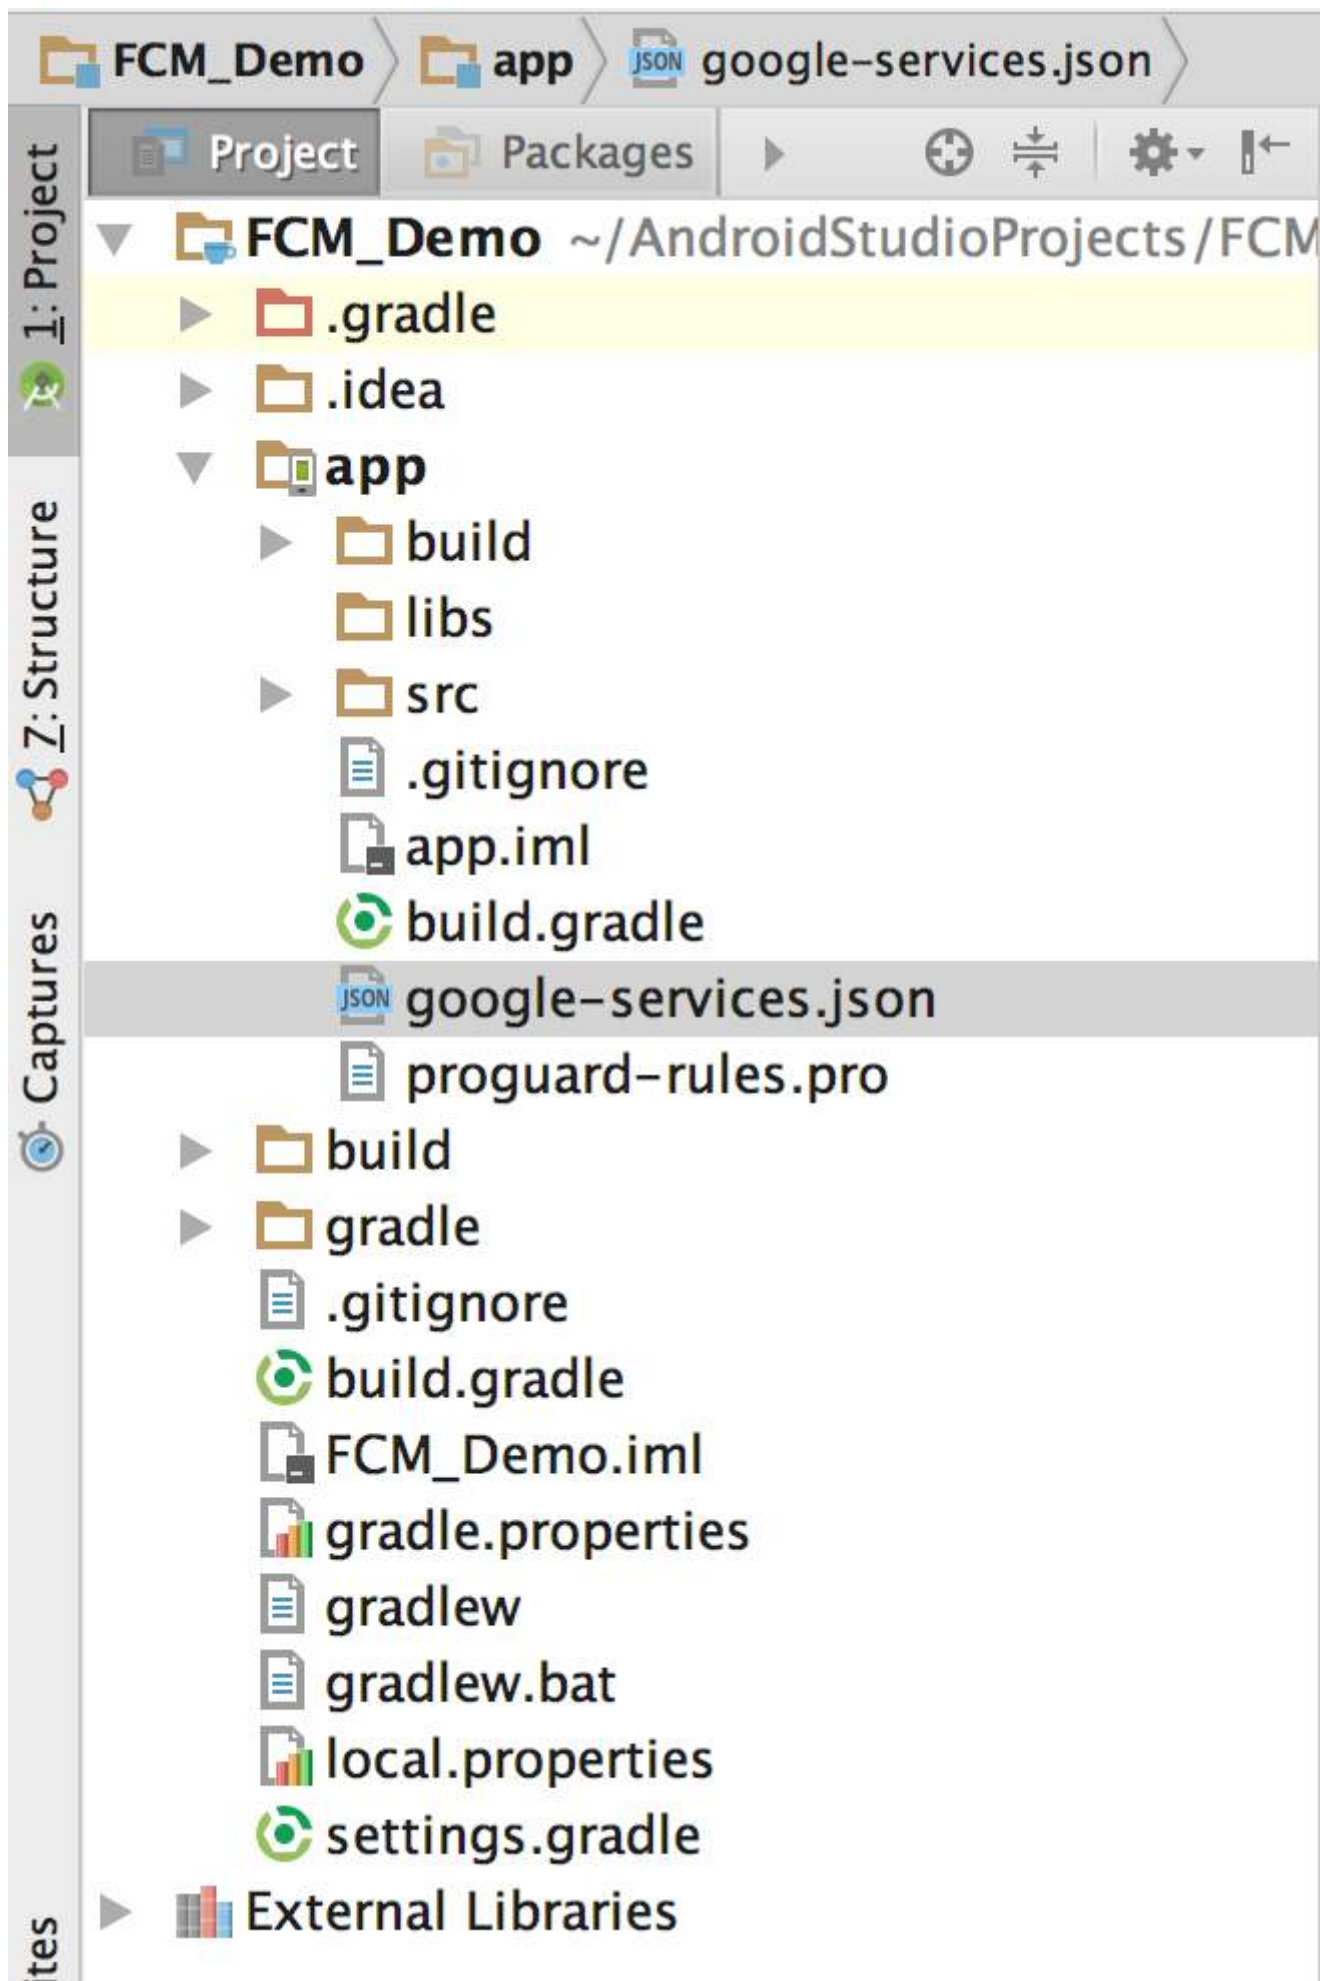 FCM_Demo app JSON google-services.json
Project Packages
FCM_Demo ~/AndroidStudioProjects/FCM
.gradle
.idea
app
build
libs
src
.gitignore
app.iml
build.gradle
JSON google-services.json
proguard-rules.pro
build
gradle
.gitignore
build.gradle
FCM_Demo.iml
gradle.properties
gradlew
gradlew.bat
local.properties
settings.gradle
External Libraries
1: Project
7: Structure
Captures